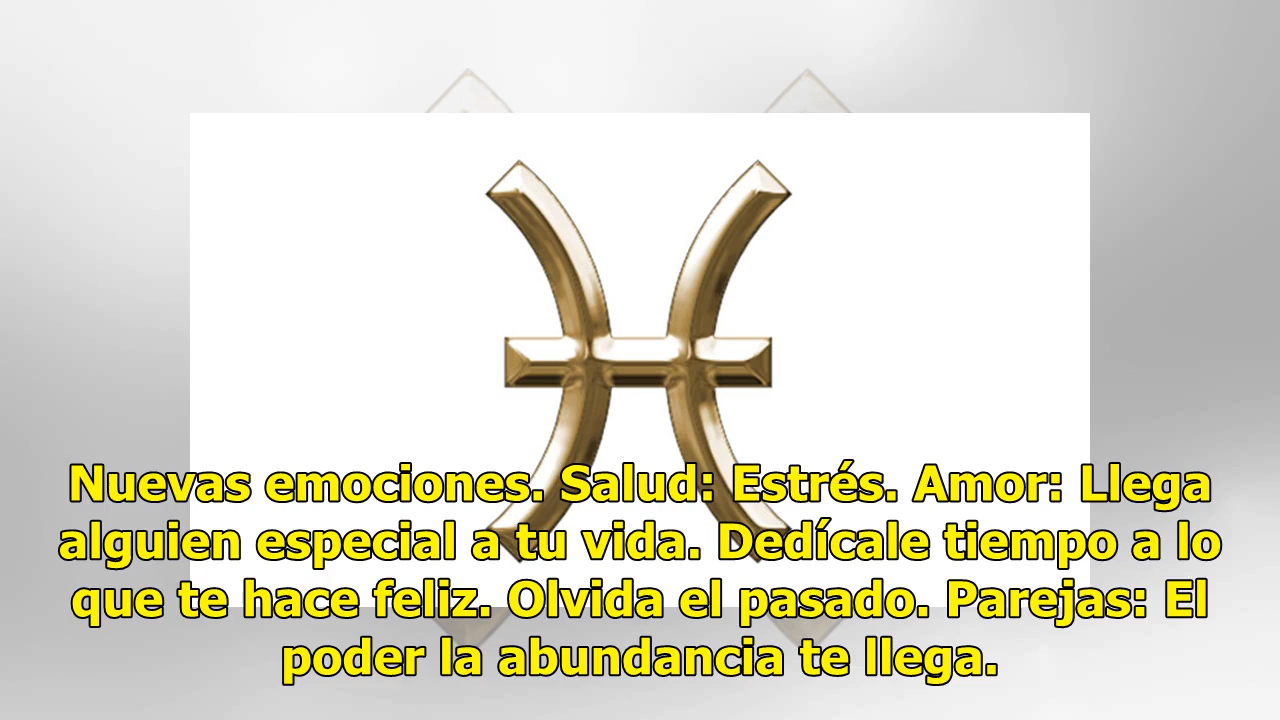 Nuevas emociones. Salud: Estrés. Amor: Llega
alguien especial a tu vida. Dedícale tiempo a lo
que te hace feliz. Olvida el pasado. Parejas: El
poder la abundancia te llega.